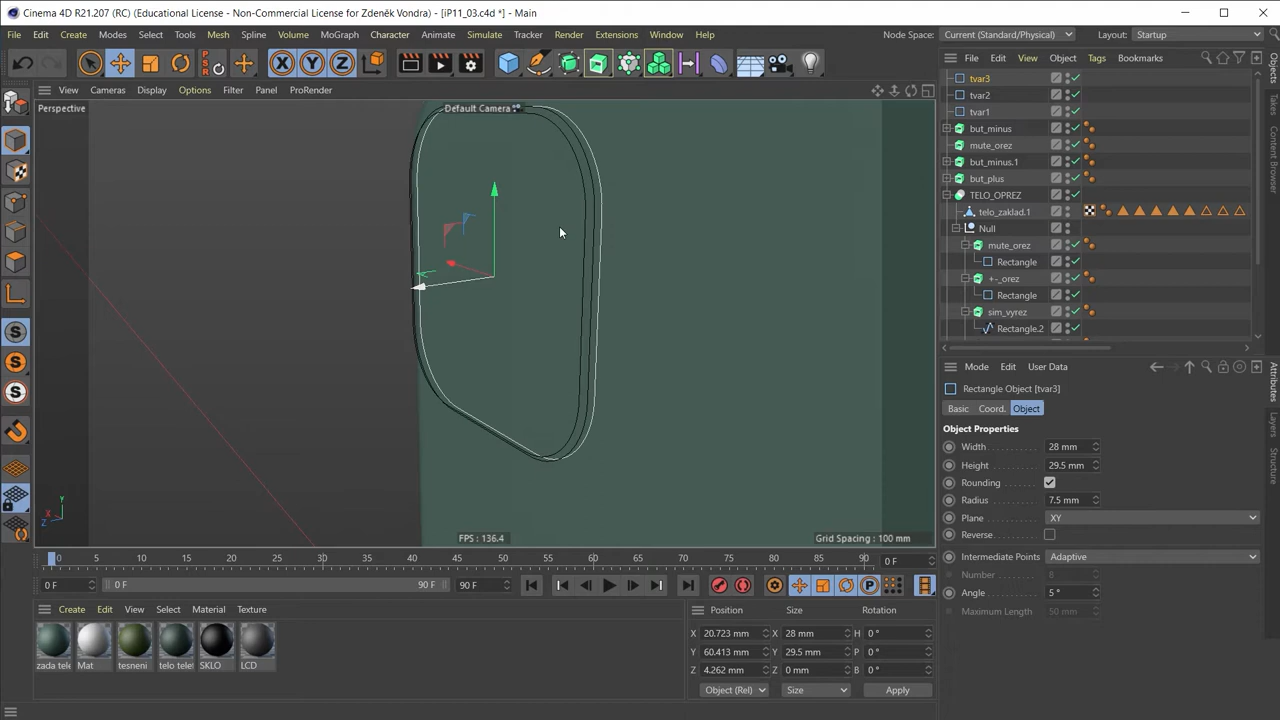 Cinema 4D R21.207 (RC) (Educational License - Non-Commercial License for Zdeněk Vondra) - [iP11_03.c4d *] - Main
File Edit Create Modes Select Tools Mesh Spline Volume MoGraph Character Animate Simulate Tracker Render Extensions Window Help
Node Space: Current (Standard/Physical) Layout: Startup
View Cameras Display Options Filter Panel ProRender
File Edit View Object Tags Bookmarks
Perspective
Default Camera
tvar3
tvar2
tvar1
but_minus
mute_orez
but_minus.1
but_plus
TELO_OPREZ
telo_zaklad.1
Null
mute_orez
Rectangle
+-_orez
Rectangle
sim_vyrez
Rectangle.2
Objects
Mode Edit User Data
Rectangle Object [tvar3]
Basic Coord. Object
Object Properties
Width 28 mm
Height 29.5 mm
Rounding
Radius 7.5 mm
Plane XY
Reverse
Intermediate Points Adaptive
Number 8
Angle 5 °
Maximum Length 50 mm
Attributes
Layers
Structure
FPS : 136.4
Grid Spacing : 100 mm
0 5 10 15 20 25 30 35 40 45 50 55 60 65 70 75 80 85 90 0 F
0 F 0 F 90 F 90 F
Create Edit View Select Material Texture
zada tele Mat tesneni telo telef SKLO LCD
Position Size Rotation
X 20.723 mm X 28 mm H 0 °
Y 60.413 mm Y 29.5 mm P 0 °
Z 4.262 mm Z 0 mm B 0 °
Object (Rel) Size Apply